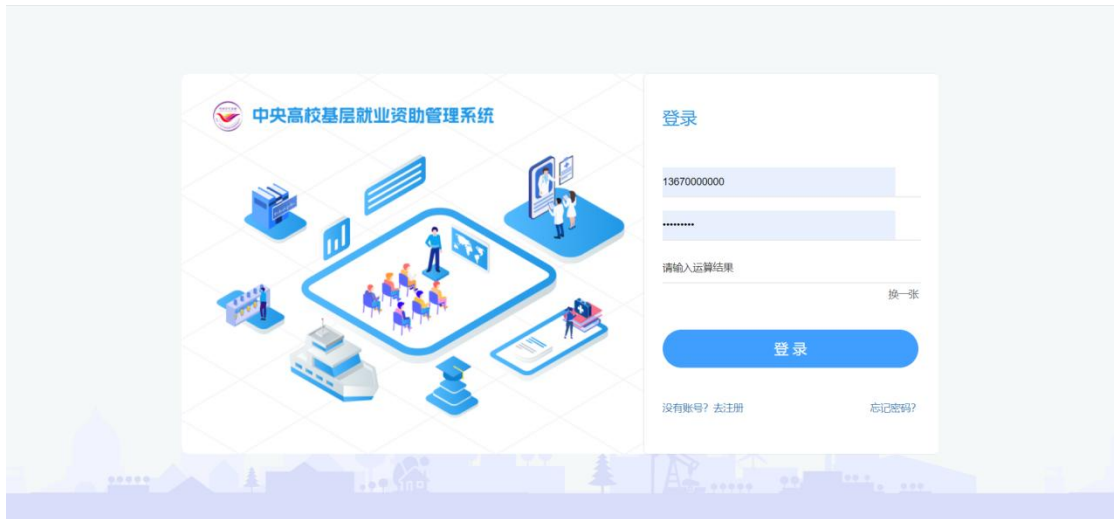 中央高校基层就业资助管理系统
登录
13670000000
•••••••••
请输入运算结果
换一张
登录
没有账号？去注册
忘记密码？